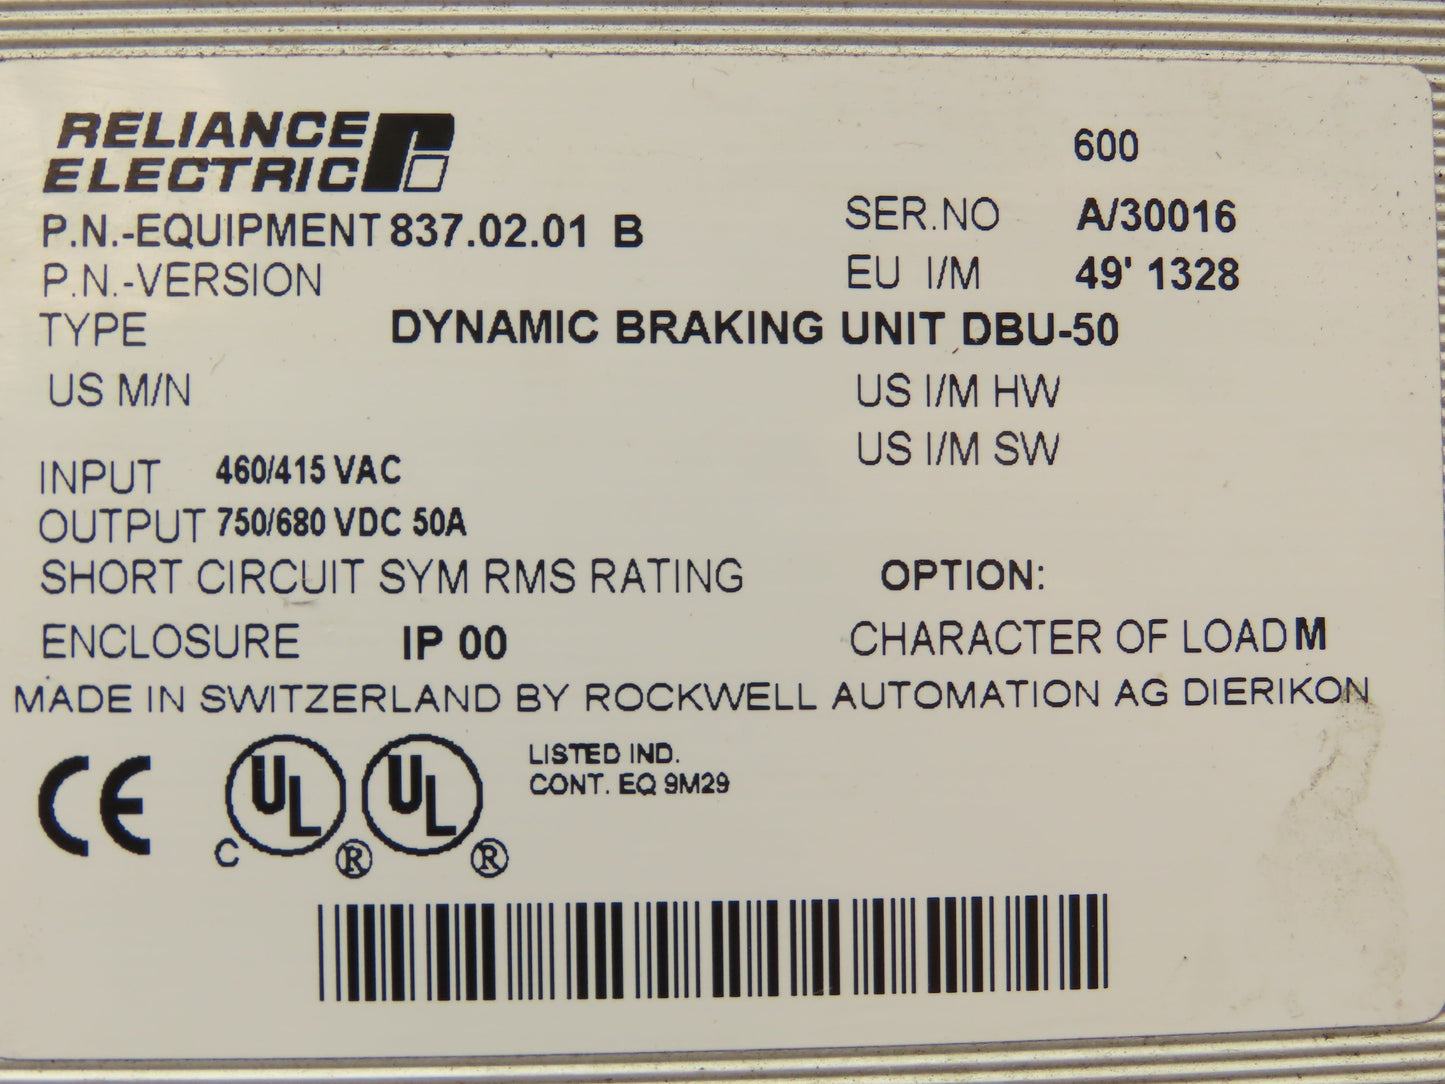 RELIANCE
ELECTRIC
600
P.N.-EQUIPMENT 837.02.01 B
SER.NO A/30016
P.N.-VERSION
EU I/M 49' 1328
TYPE DYNAMIC BRAKING UNIT DBU-50
US M/N
US I/M HW
US I/M SW
INPUT 460/415 VAC
OUTPUT 750/680 VDC 50A
SHORT CIRCUIT SYM RMS RATING
OPTION:
ENCLOSURE IP 00
CHARACTER OF LOAD M
MADE IN SWITZERLAND BY ROCKWELL AUTOMATION AG DIERIKON
CE
C UL ® UL ®
LISTED IND.
CONT. EQ 9M29